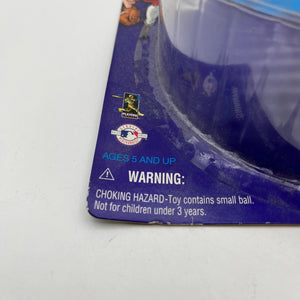 AGES 5 AND UP
WARNING:
CHOKING HAZARD-Toy contains small ball.
Not for children under 3 years.